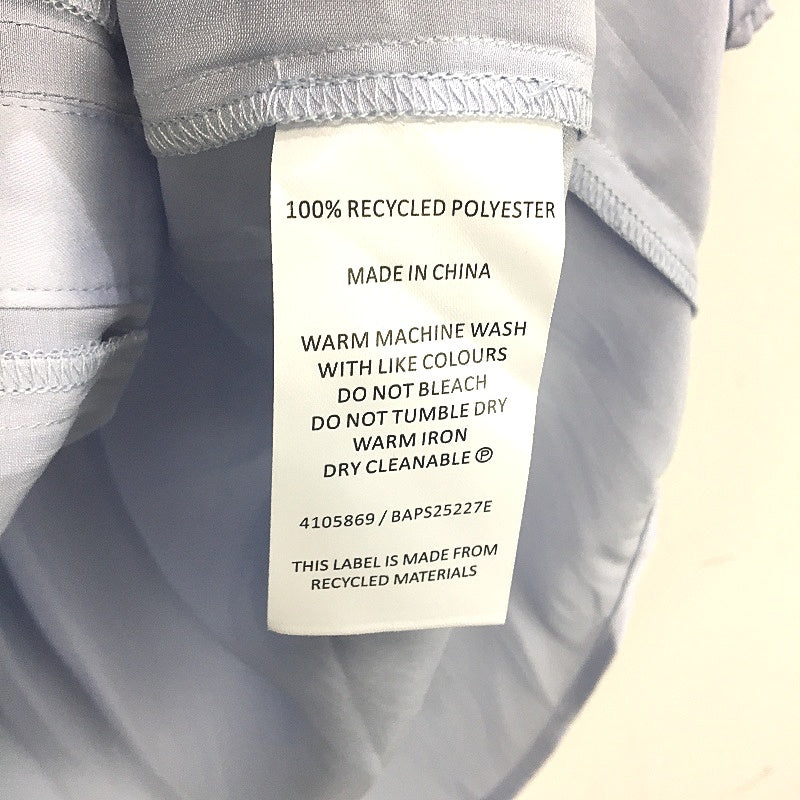 100% RECYCLED POLYESTER
MADE IN CHINA
WARM MACHINE WASH
WITH LIKE COLOURS
DO NOT BLEACH
DO NOT TUMBLE DRY
WARM IRON
DRY CLEANABLE Ⓟ
4105869 / BAPS25227E
THIS LABEL IS MADE FROM
RECYCLED MATERIALS